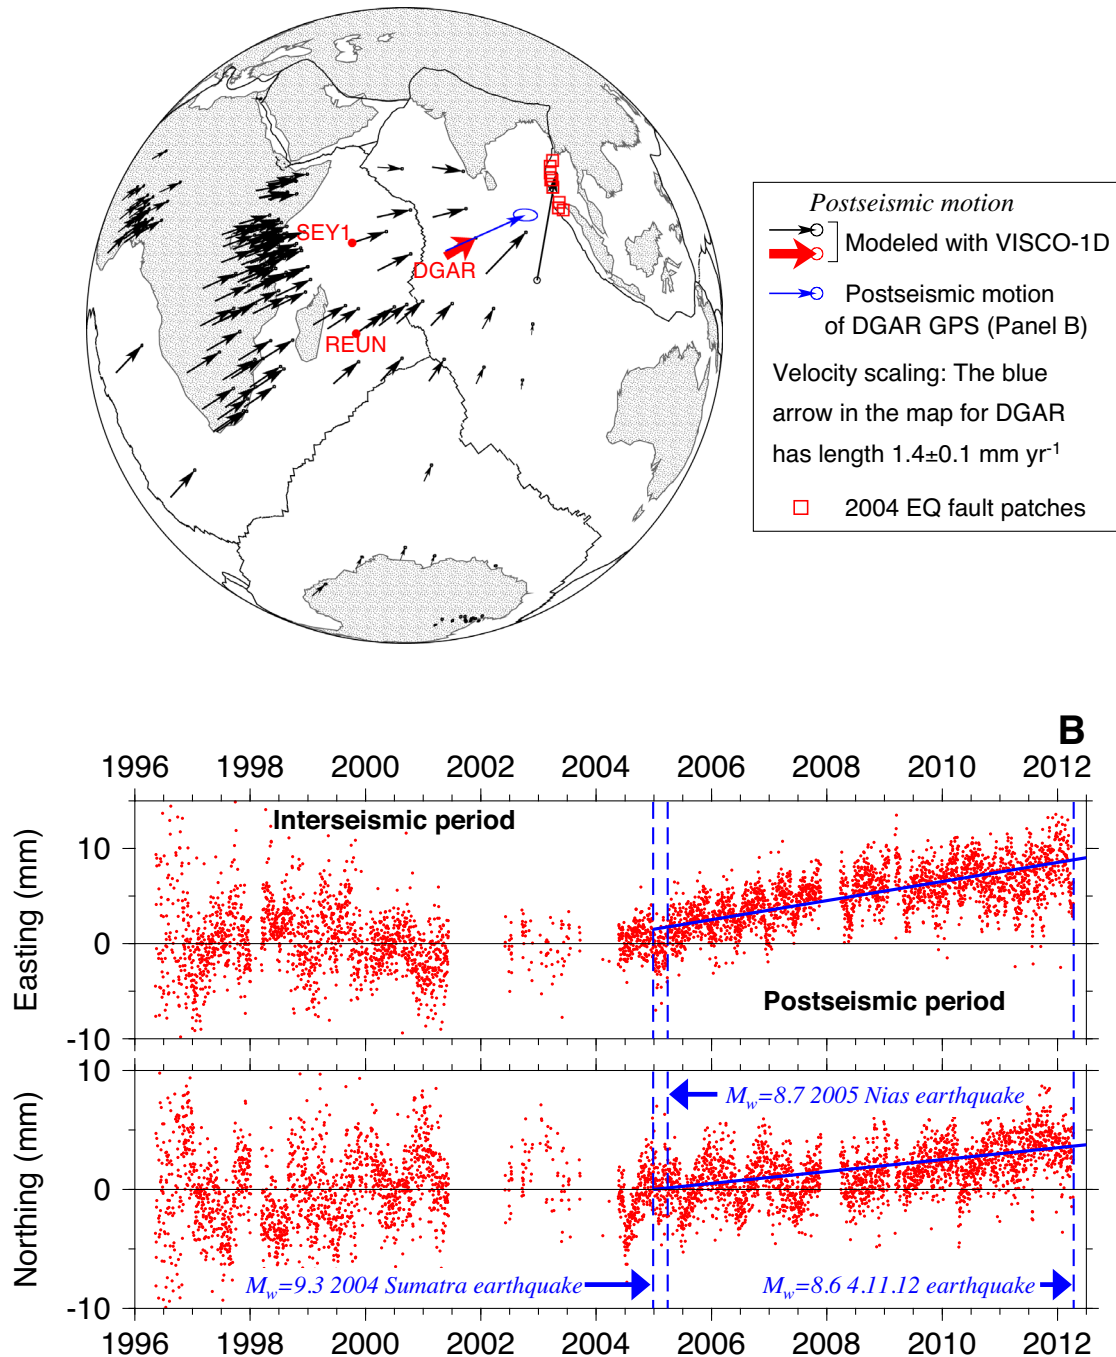 SEY1
DGAR
REUN
Postseismic motion
Modeled with VISCO-1D
Postseismic motion
of DGAR GPS (Panel B)
Velocity scaling: The blue
arrow in the map for DGAR
has length 1.4±0.1 mm yr⁻¹
2004 EQ fault patches
B
1996 1998 2000 2002 2004 2006 2008 2010 2012
Interseismic period
10
0
-10
Easting (mm)
Postseismic period
10
0
-10
Northing (mm)
M_w=8.7 2005 Nias earthquake
M_w=9.3 2004 Sumatra earthquake
M_w=8.6 4.11.12 earthquake
1996 1998 2000 2002 2004 2006 2008 2010 2012